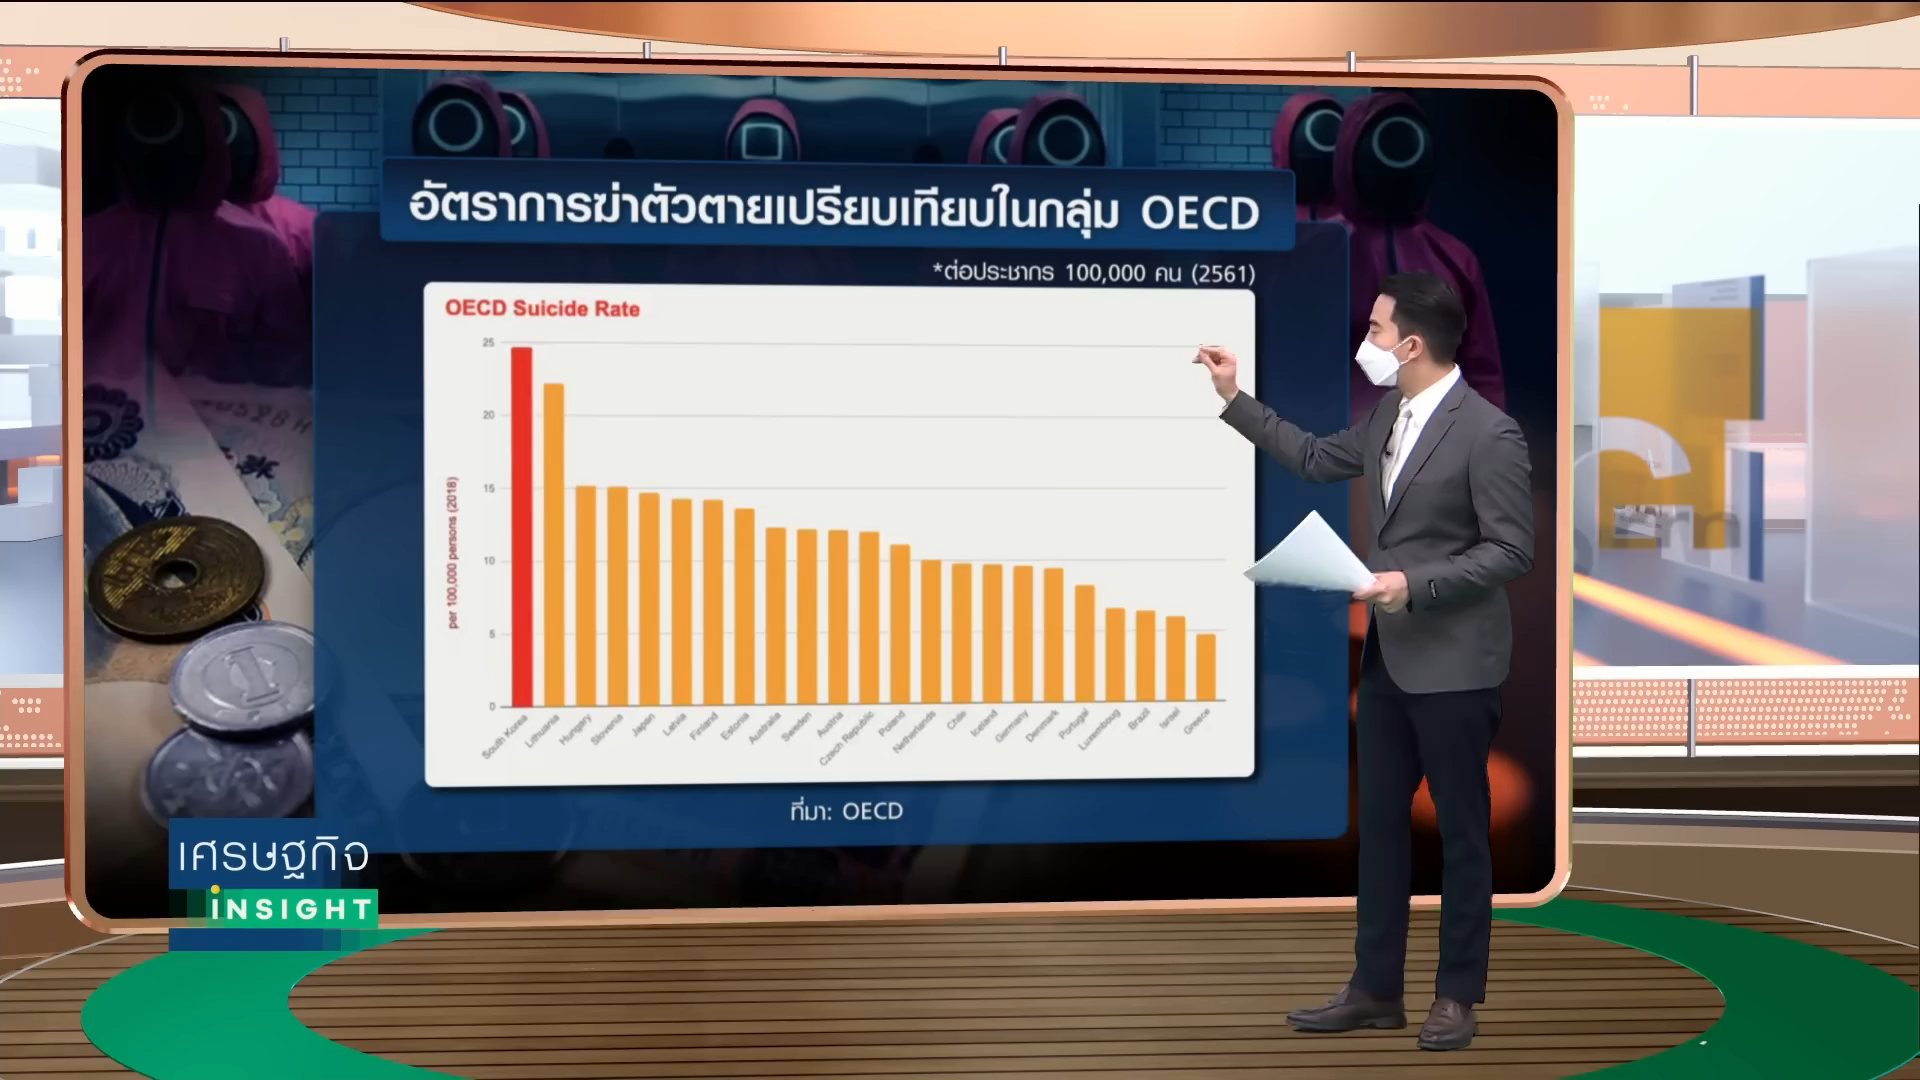 อัตราการฆ่าตัวตายเปรียบเทียบในกลุ่ม OECD
*ต่อประชากร 100,000 คน (2561)
OECD Suicide Rate
per 100,000 persons (2018)
25
20
15
10
5
0
South Korea
Lithuania
Hungary
Slovenia
Japan
Latvia
Finland
Estonia
Australia
Sweden
Austria
Czech Republic
Poland
Netherlands
Chile
Iceland
Germany
Denmark
Portugal
Luxemboug
Brazil
Israel
Greece
ที่มา: OECD
เศรษฐกิจ
iNSIGHT